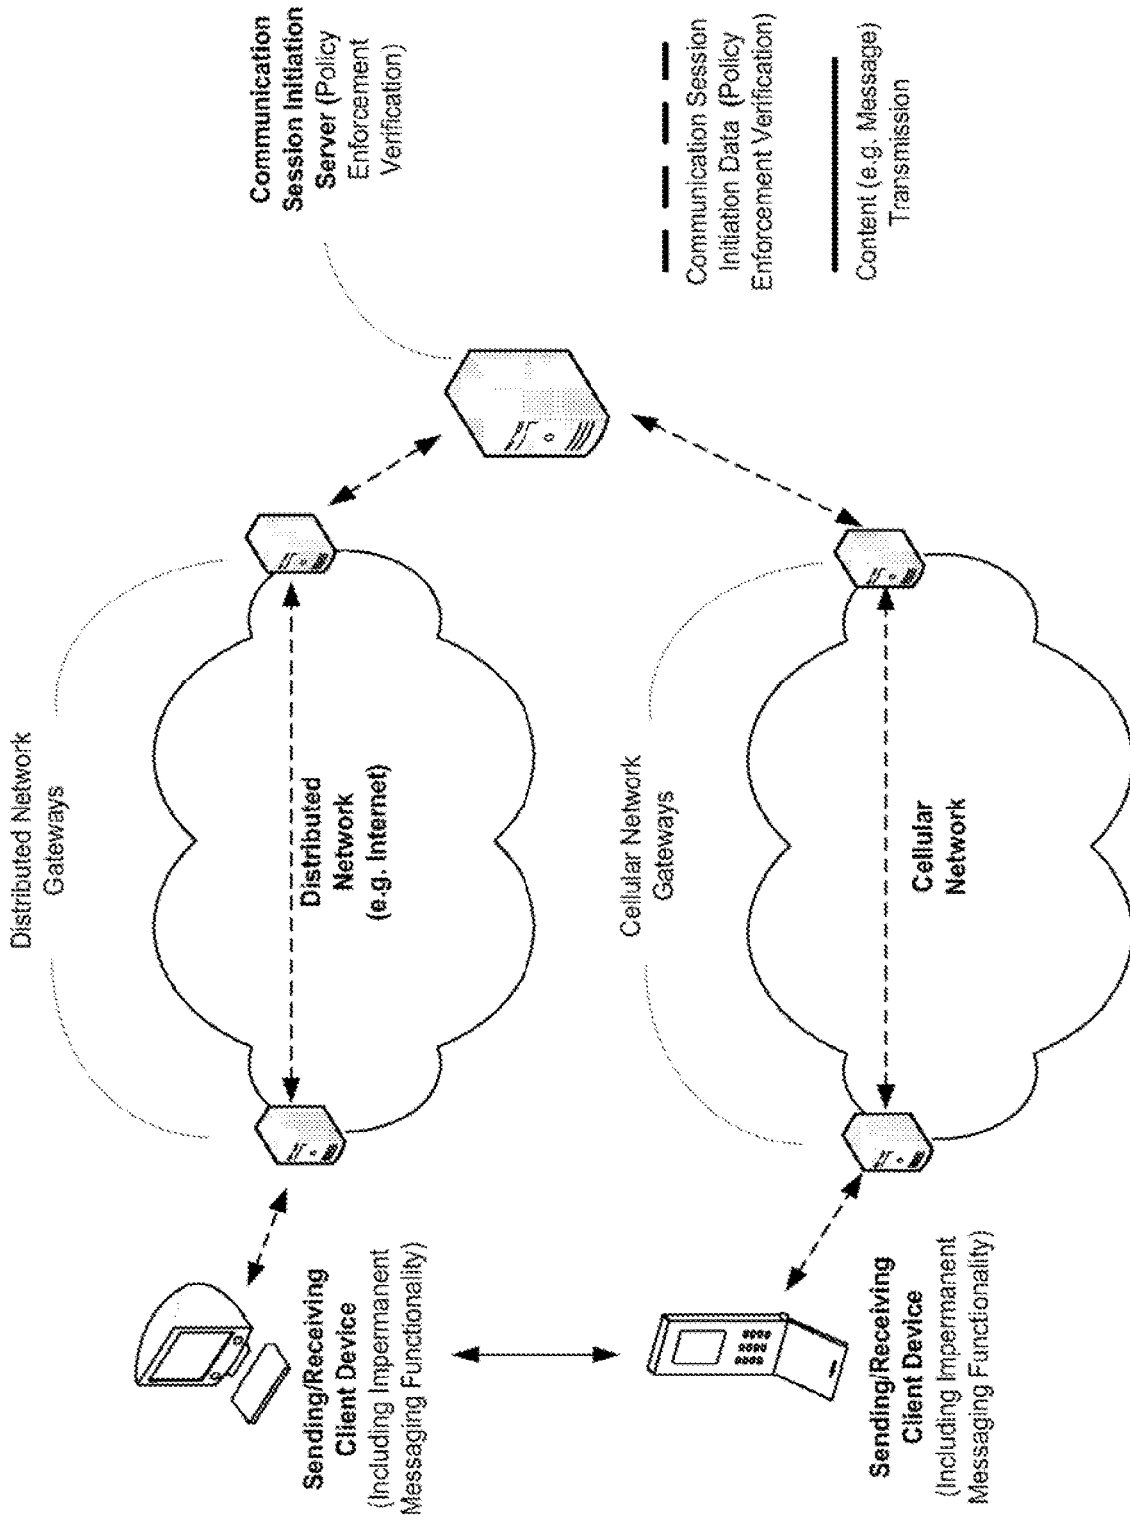 Communication
Session Initiation
Server (Policy
Enforcement
Verification)
Distributed Network
Gateways
Distributed
Network
(e.g. Internet)
Sending/Receiving
Client Device
(Including Impermanent
Messaging Functionality)
Communication Session
Initiation Data (Policy
Enforcement Verification)
Content (e.g. Message)
Transmission
Cellular Network
Gateways
Cellular
Network
Sending/Receiving
Client Device
(Including Impermanent
Messaging Functionality)